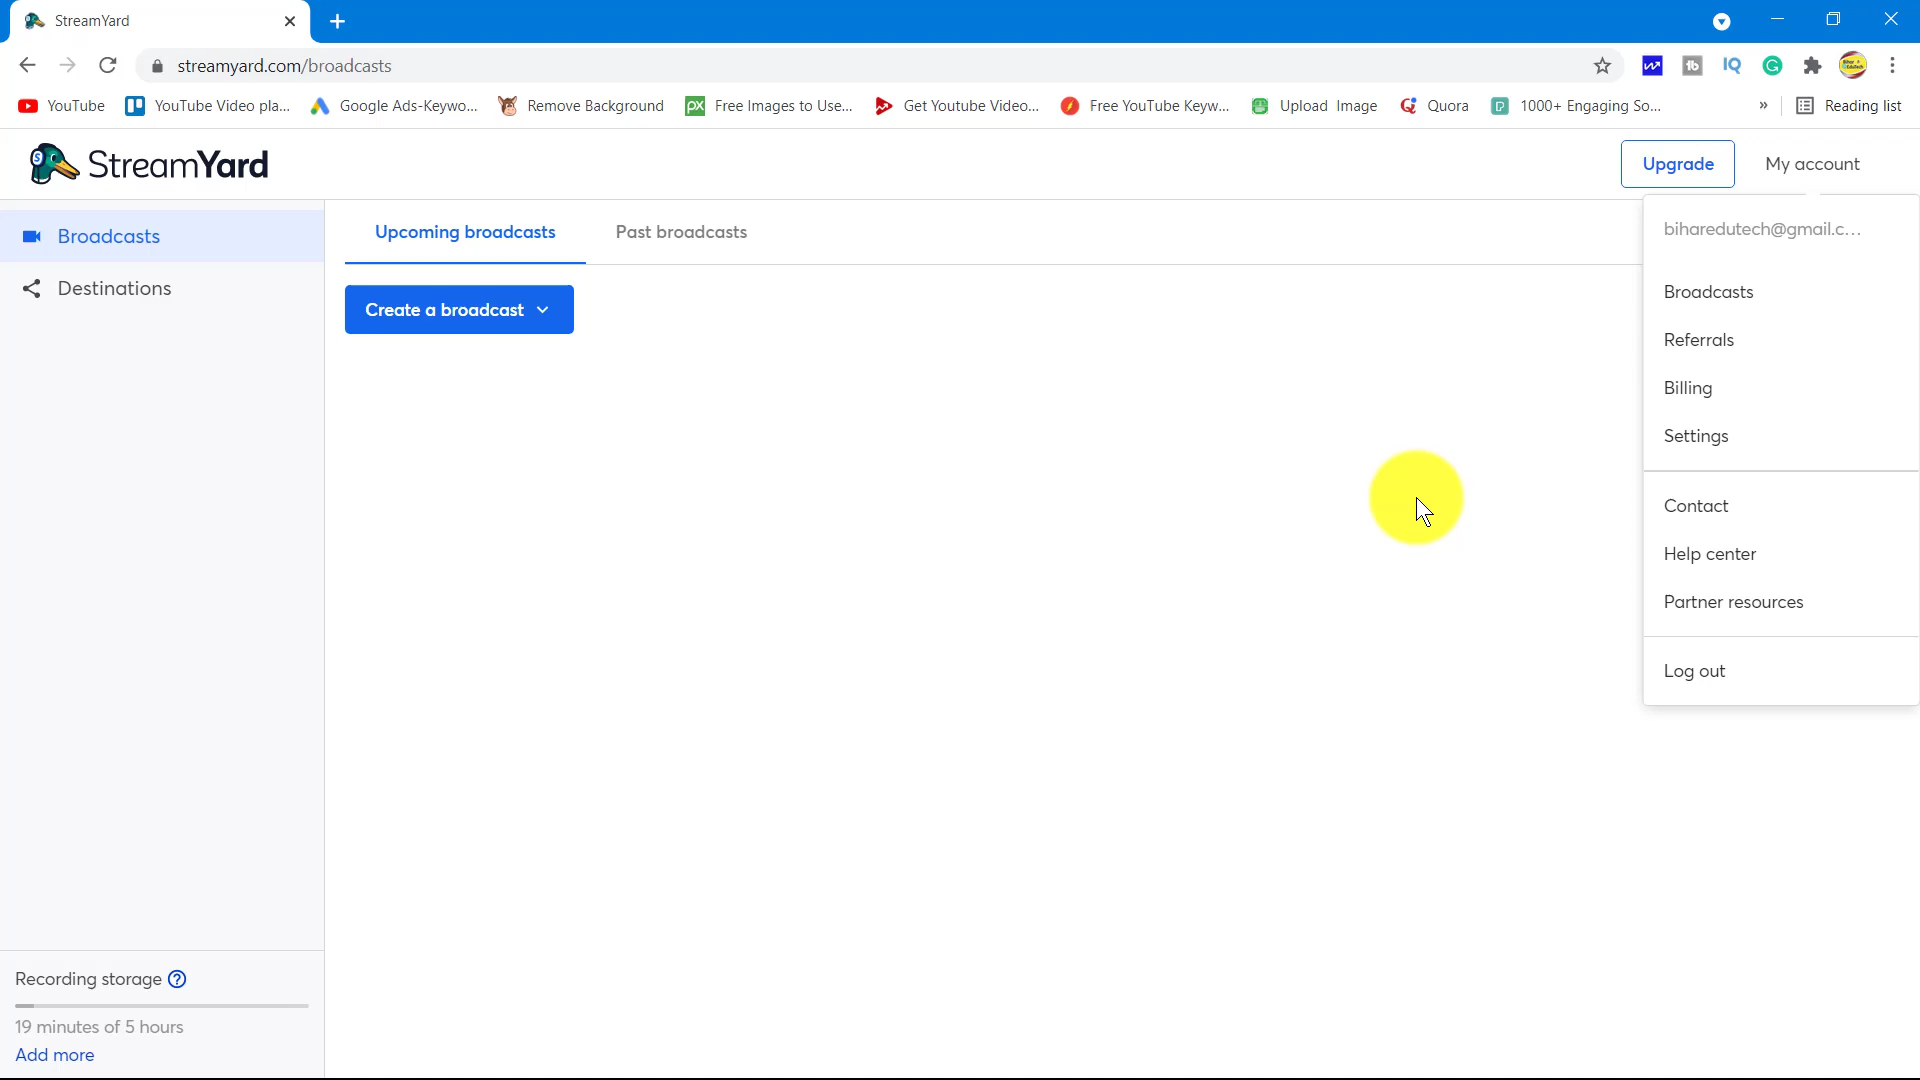 StreamYard
streamyard.com/broadcasts
YouTube
YouTube Video pla...
Google Ads-Keywo...
Remove Background
Free Images to Use...
Get Youtube Video...
Free YouTube Keyw...
Upload Image
Quora
1000+ Engaging So...
»
Reading list
StreamYard
Upgrade
My account
Broadcasts
Destinations
Upcoming broadcasts
Past broadcasts
Create a broadcast
biharedutech@gmail.c...
Broadcasts
Referrals
Billing
Settings
Contact
Help center
Partner resources
Log out
Recording storage ?
19 minutes of 5 hours
Add more